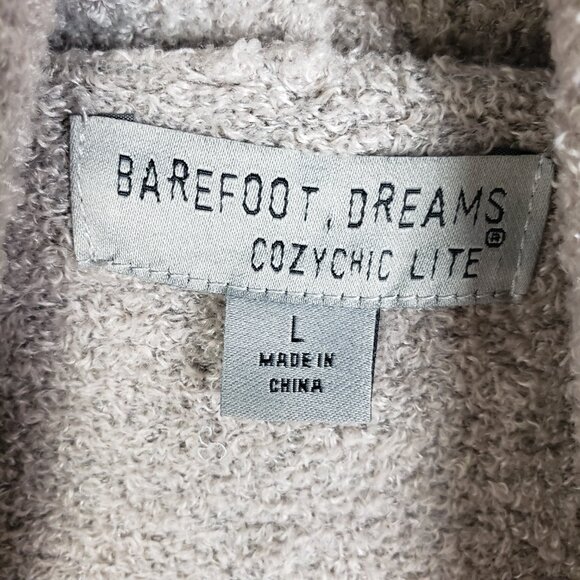 BAREFOOT DREAMS®
COZYCHIC LITE
L
MADE IN
CHINA